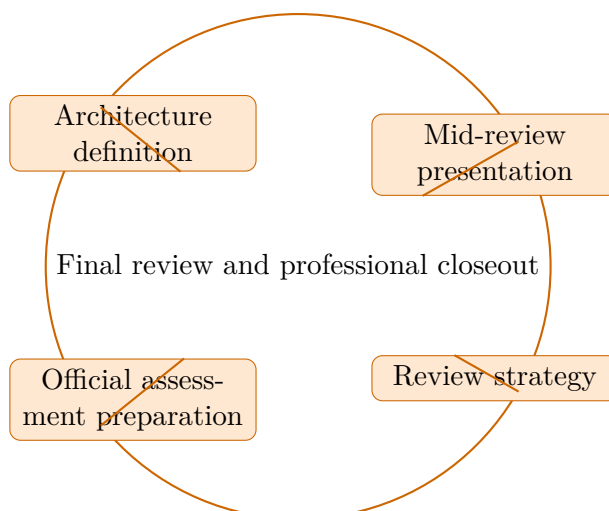 Architecture
definition
Mid-review
presentation
Final review and professional closeout
Official assess-
ment preparation
Review strategy